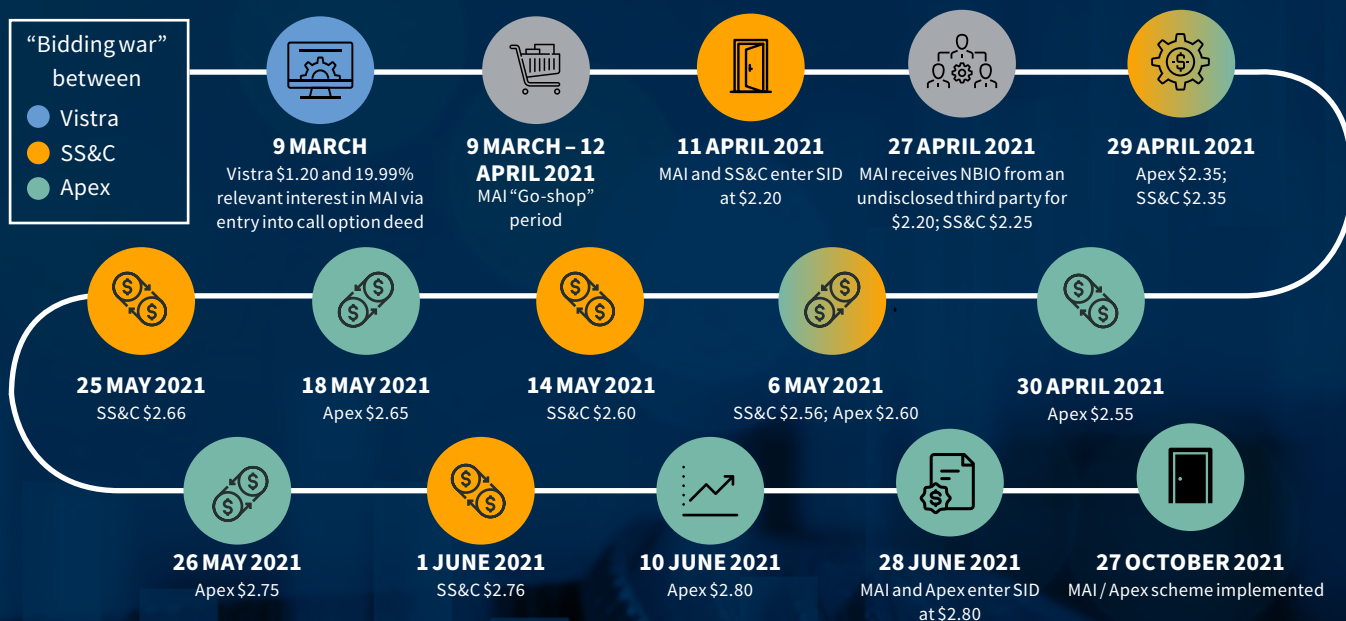 “Bidding war”
between
Vistra
SS&C
Apex
9 MARCH
Vistra $1.20 and 19.99%
relevant interest in MAI via
entry into call option deed
9 MARCH – 12
APRIL 2021
MAI “Go-shop”
period
11 APRIL 2021
MAI and SS&C enter SID
at $2.20
27 APRIL 2021
MAI receives NBIO from an
undisclosed third party for
$2.20; SS&C $2.25
29 APRIL 2021
Apex $2.35;
SS&C $2.35
30 APRIL 2021
Apex $2.55
6 MAY 2021
SS&C $2.56; Apex $2.60
14 MAY 2021
SS&C $2.60
18 MAY 2021
Apex $2.65
25 MAY 2021
SS&C $2.66
26 MAY 2021
Apex $2.75
1 JUNE 2021
SS&C $2.76
10 JUNE 2021
Apex $2.80
28 JUNE 2021
MAI and Apex enter SID
at $2.80
27 OCTOBER 2021
MAI / Apex scheme implemented